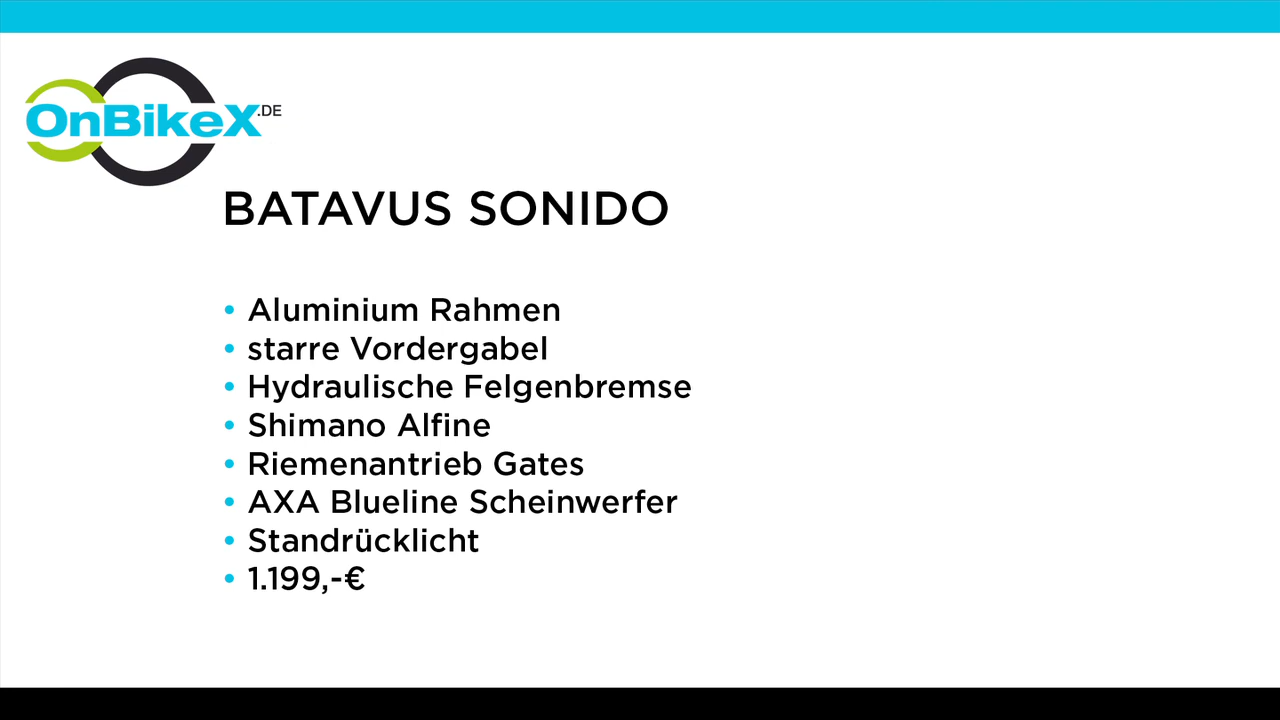 OnBikeX.DE
BATAVUS SONIDO
• Aluminium Rahmen
• starre Vordergabel
• Hydraulische Felgenbremse
• Shimano Alfine
• Riemenantrieb Gates
• AXA Blueline Scheinwerfer
• Standrücklicht
• 1.199,-€